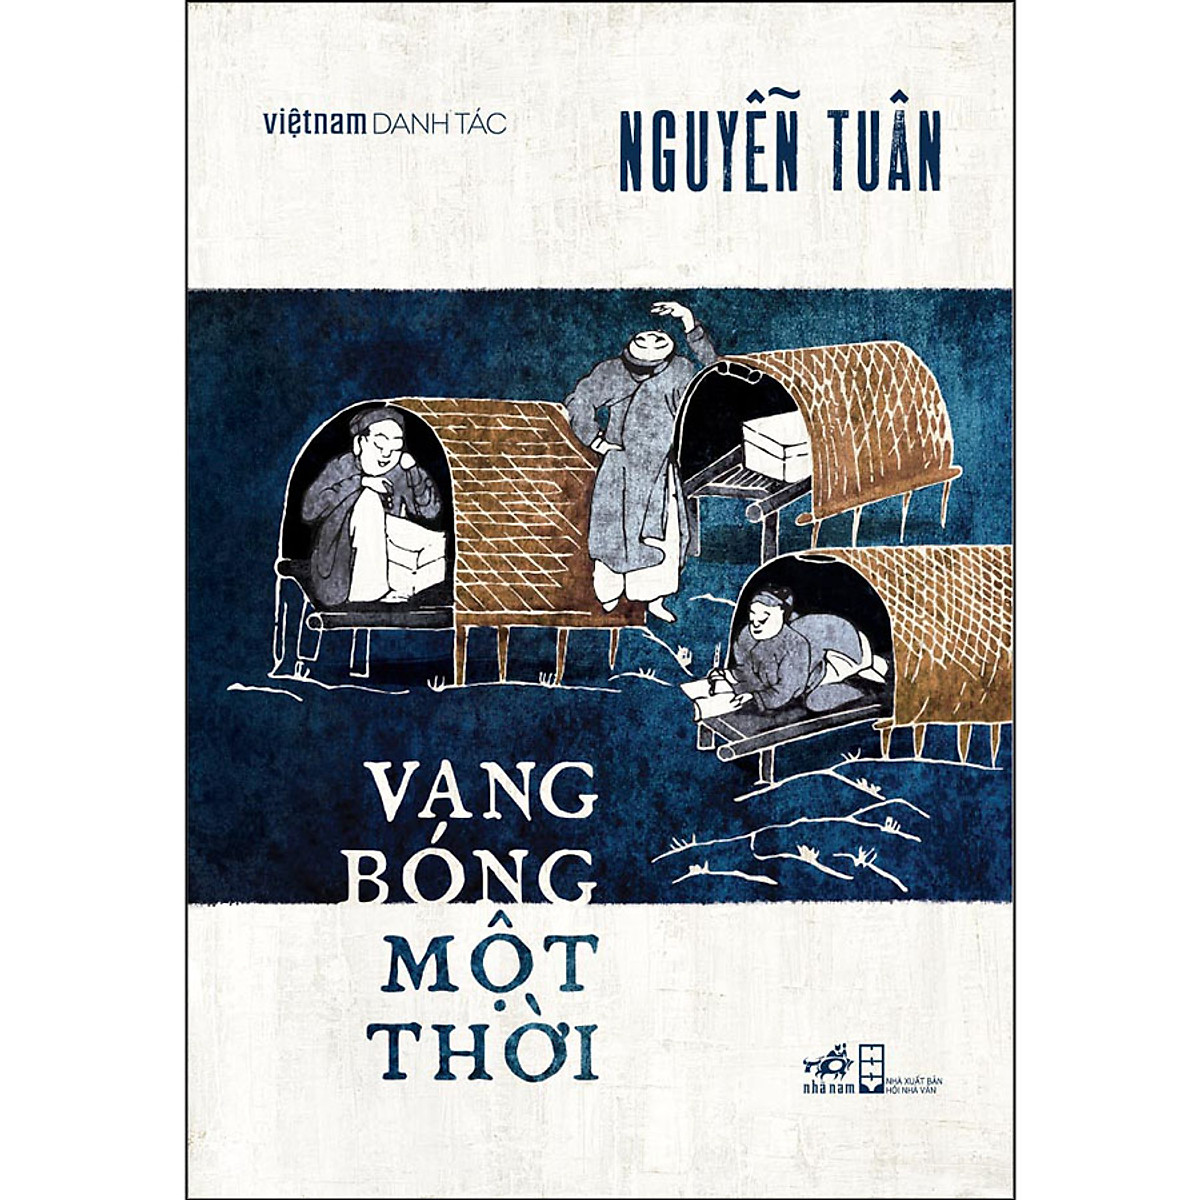 việtnam DANH TÁC
NGUYỄN TUÂN
VANG
BÓNG
MỘT
THỜI
nhã nam
NHÀ XUẤT BẢN
HỘI NHÀ VĂN